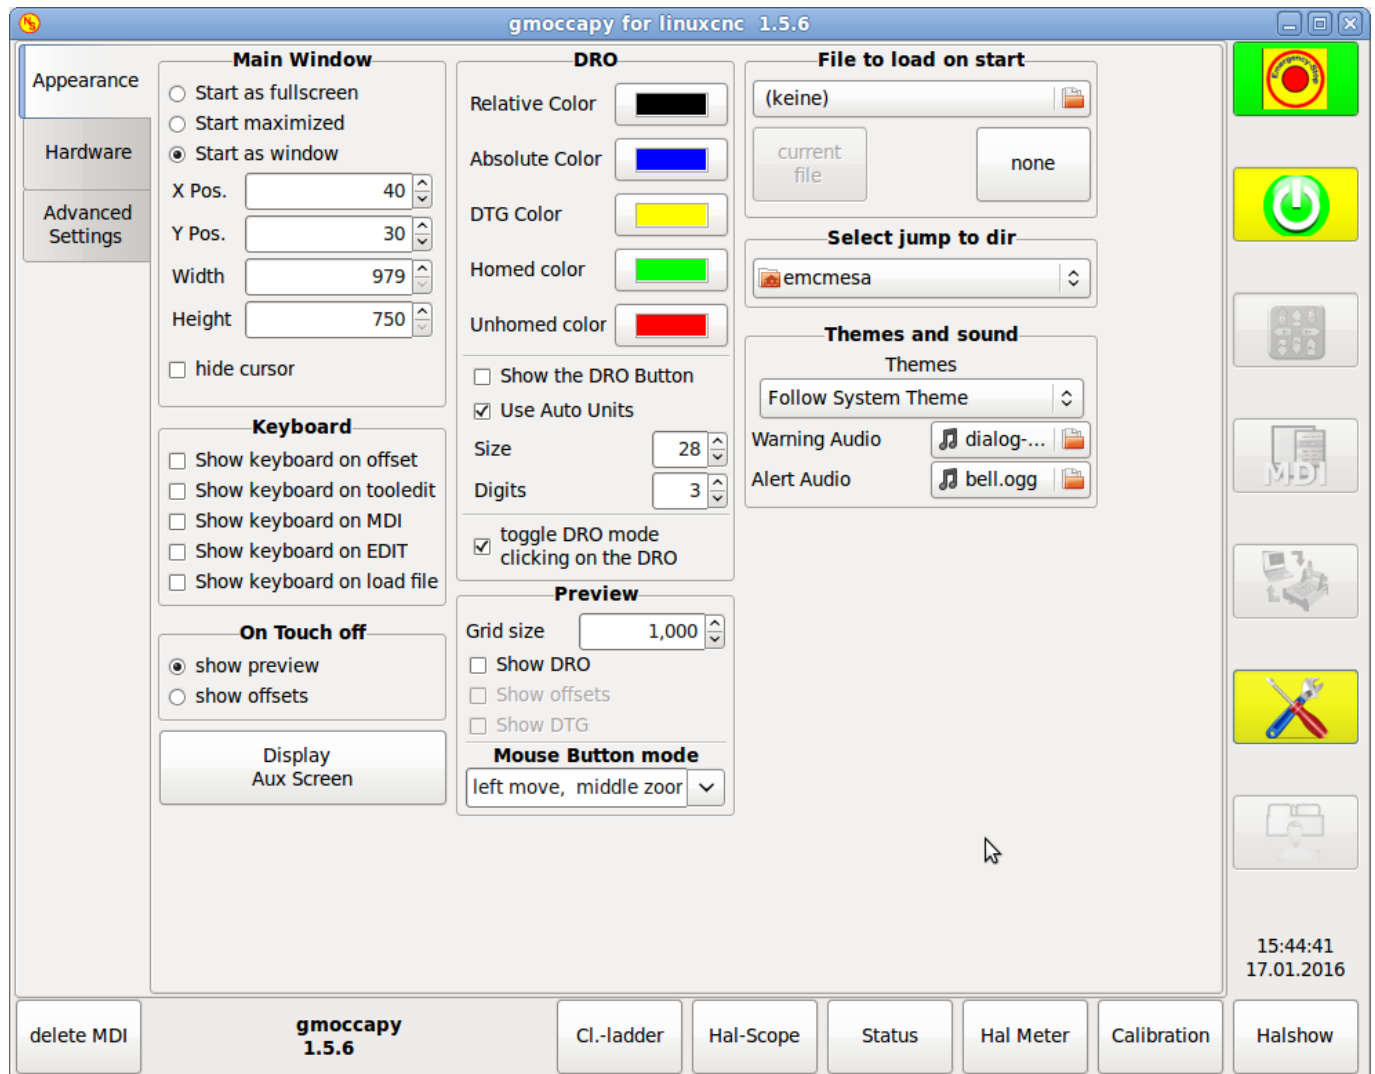 gmoccapy for linuxcnc 1.5.6
Appearance
Hardware
Advanced
Settings
Main Window
Start as fullscreen
Start maximized
Start as window
X Pos. 40
Y Pos. 30
Width 979
Height 750
hide cursor
Keyboard
Show keyboard on offset
Show keyboard on tooledit
Show keyboard on MDI
Show keyboard on EDIT
Show keyboard on load file
On Touch off
show preview
show offsets
Display
Aux Screen
DRO
Relative Color
Absolute Color
DTG Color
Homed color
Unhomed color
Show the DRO Button
Use Auto Units
Size 28
Digits 3
toggle DRO mode
clicking on the DRO
Preview
Grid size 1,000
Show DRO
Show offsets
Show DTG
Mouse Button mode
left move, middle zoor
File to load on start
(keine)
current
file
none
Select jump to dir
emcmesa
Themes and sound
Themes
Follow System Theme
Warning Audio dialog-...
Alert Audio bell.ogg
Emergency-Stop
MDI
15:44:41
17.01.2016
delete MDI
gmoccapy
1.5.6
Cl.-ladder
Hal-Scope
Status
Hal Meter
Calibration
Halshow